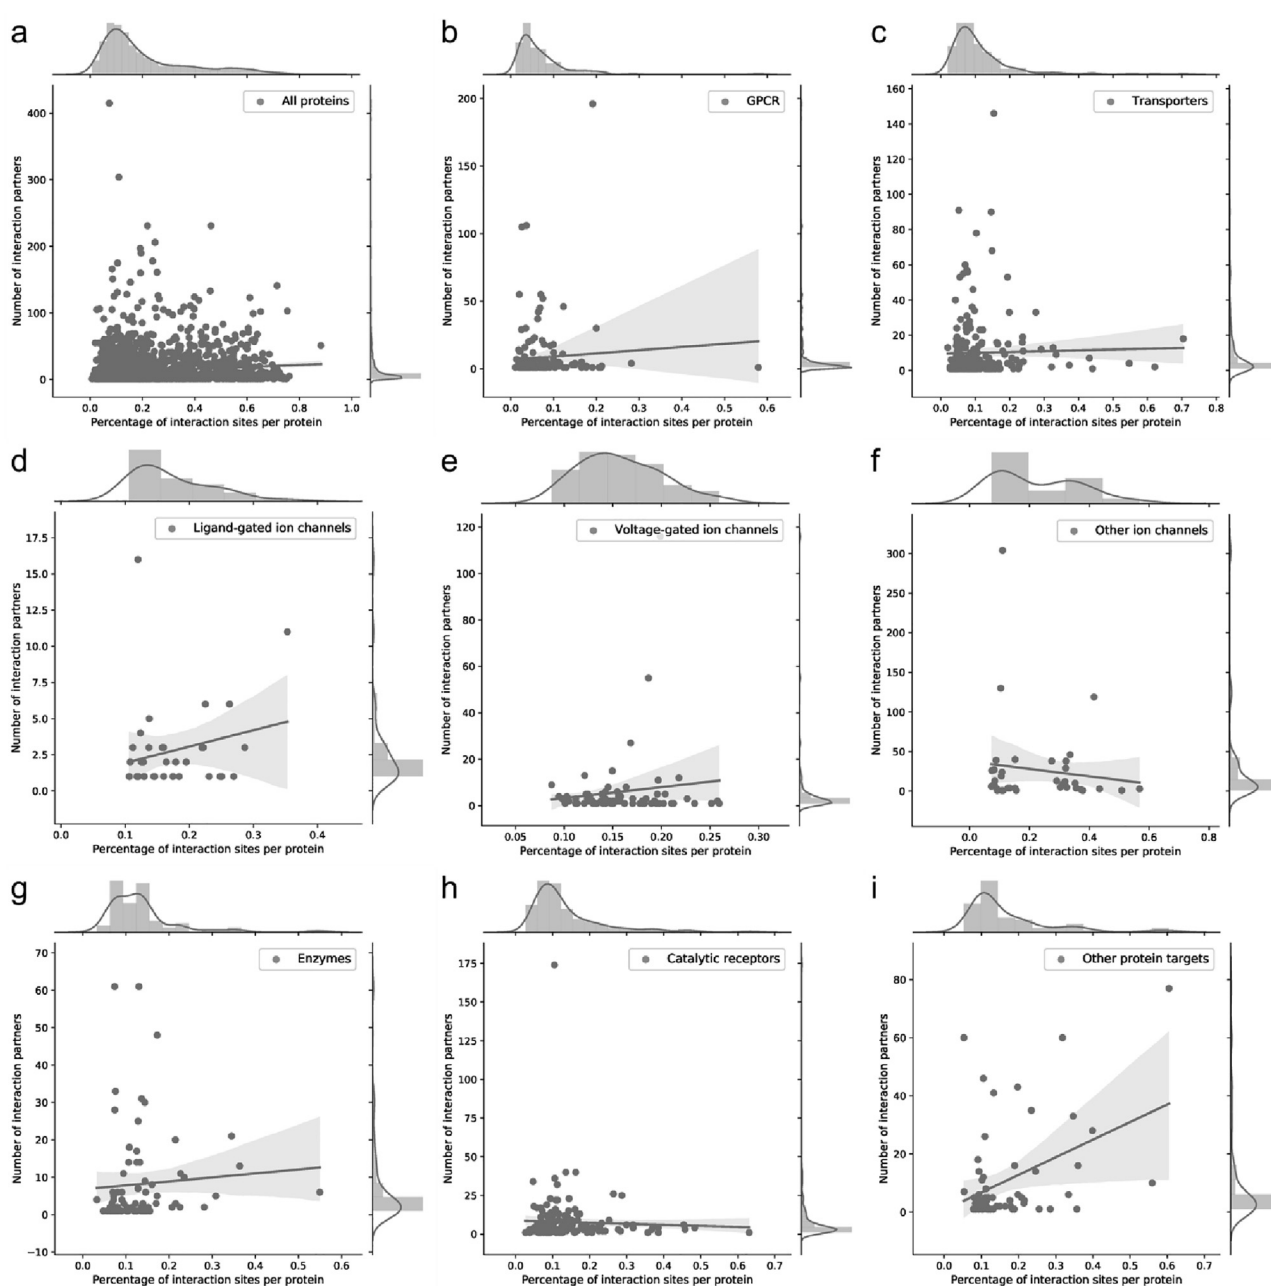 a
b
c
All proteins
GPCR
Transporters
Number of interaction partners
400
300
200
100
0
0.0 0.2 0.4 0.6 0.8 1.0
Percentage of interaction sites per protein
Number of interaction partners
200
150
100
50
0
0.0 0.1 0.2 0.3 0.4 0.5 0.6
Percentage of interaction sites per protein
Number of interaction partners
160
140
120
100
80
60
40
20
0
0.0 0.1 0.2 0.3 0.4 0.5 0.6 0.7 0.8
Percentage of interaction sites per protein
d
e
f
Ligand-gated ion channels
Voltage-gated ion channels
Other ion channels
Number of interaction partners
17.5
15.0
12.5
10.0
7.5
5.0
2.5
0.0
0.0 0.1 0.2 0.3 0.4
Percentage of interaction sites per protein
Number of interaction partners
120
100
80
60
40
20
0
0.05 0.10 0.15 0.20 0.25 0.30
Percentage of interaction sites per protein
Number of interaction partners
300
250
200
150
100
50
0
0.0 0.2 0.4 0.6 0.8
Percentage of interaction sites per protein
g
h
i
Enzymes
Catalytic receptors
Other protein targets
Number of interaction partners
70
60
50
40
30
20
10
0
−10
0.0 0.1 0.2 0.3 0.4 0.5 0.6
Percentage of interaction sites per protein
Number of interaction partners
175
150
125
100
75
50
25
0
0.0 0.1 0.2 0.3 0.4 0.5 0.6 0.7
Percentage of interaction sites per protein
Number of interaction partners
80
60
40
20
0
0.0 0.1 0.2 0.3 0.4 0.5 0.6 0.7
Percentage of interaction sites per protein